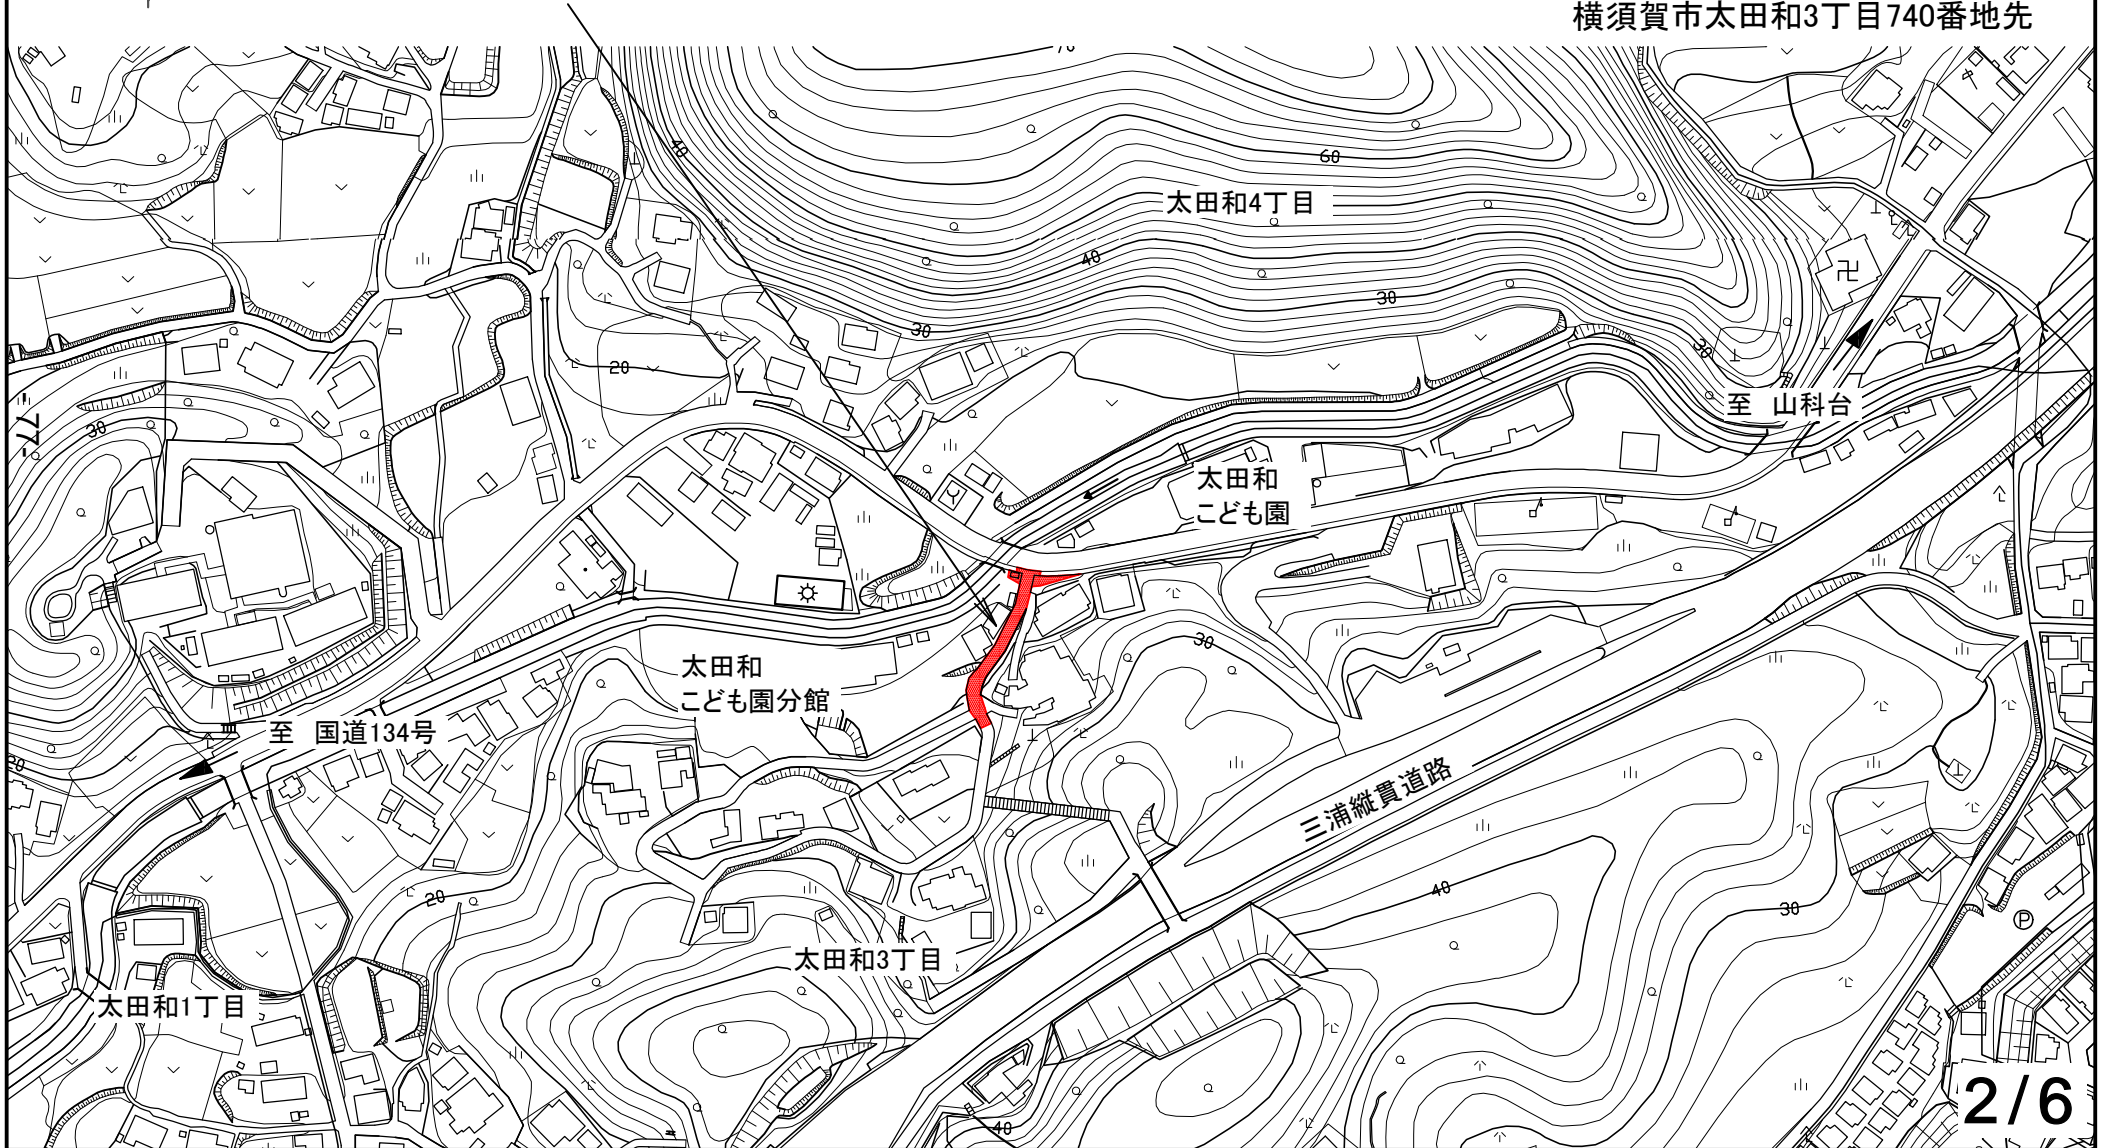 横須賀市太田和3丁目740番地先
70
40
60
太田和4丁目
40
30
30
20
30
至 山科台
-77-
30
太田和
こども園
30
太田和
こども園分館
至 国道134号
20
三浦縦貫道路
20
40
30
P
太田和3丁目
太田和1丁目
40
2/6